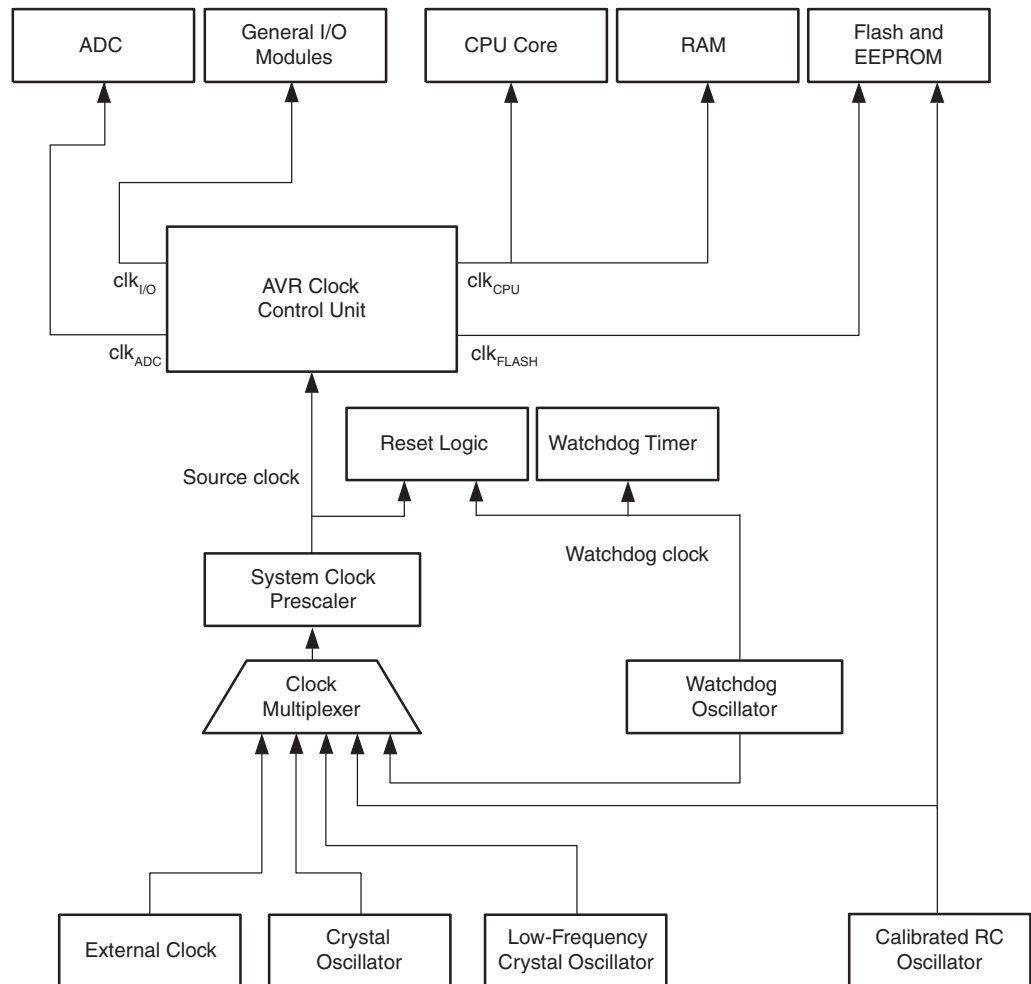 ADC
General I/O
Modules
CPU Core
RAM
Flash and
EEPROM
clkI/O
AVR Clock
Control Unit
clkCPU
clkADC
clkFLASH
Reset Logic
Watchdog Timer
Source clock
Watchdog clock
System Clock
Prescaler
Clock
Multiplexer
Watchdog
Oscillator
External Clock
Crystal
Oscillator
Low-Frequency
Crystal Oscillator
Calibrated RC
Oscillator